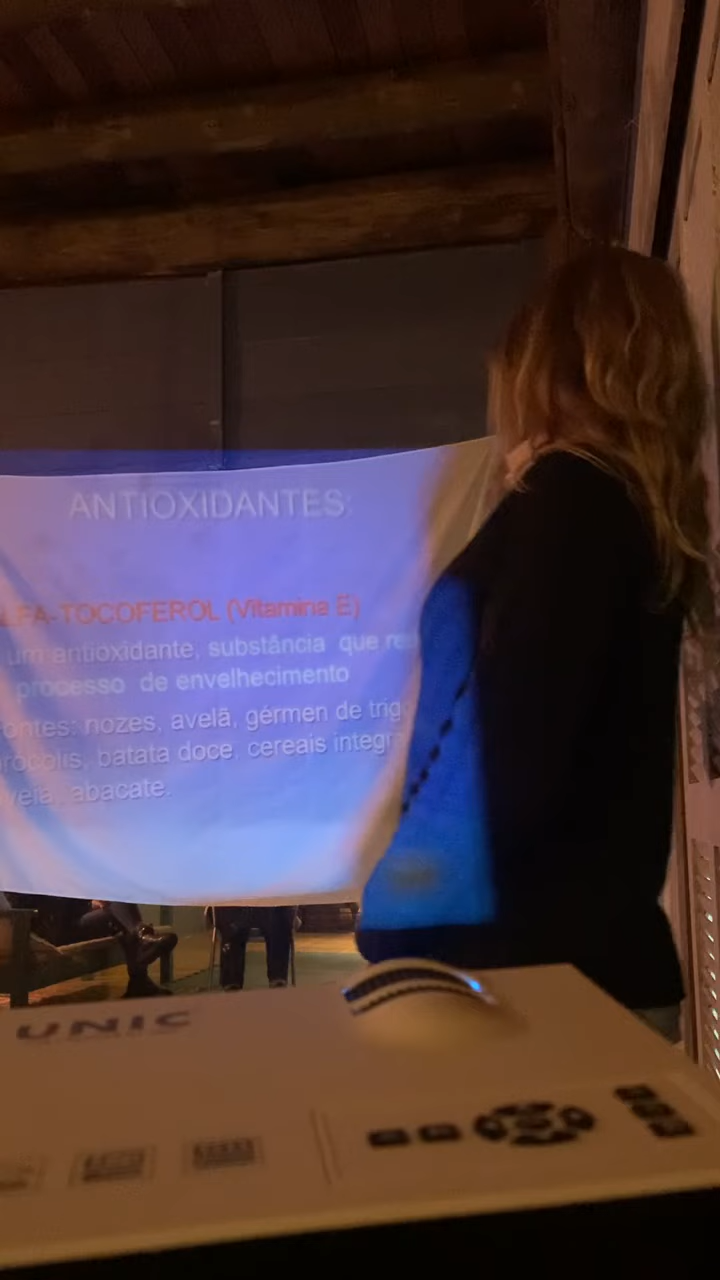 ANTIOXIDANTES:
LFA-TOCOFEROL (Vitamina E)
um antioxidante, substância que re
processo de envelhecimento
ontes: nozes, avelã, gérmen de trig
brócolis, batata doce, cereais integr
veia, abacate.
UNIC